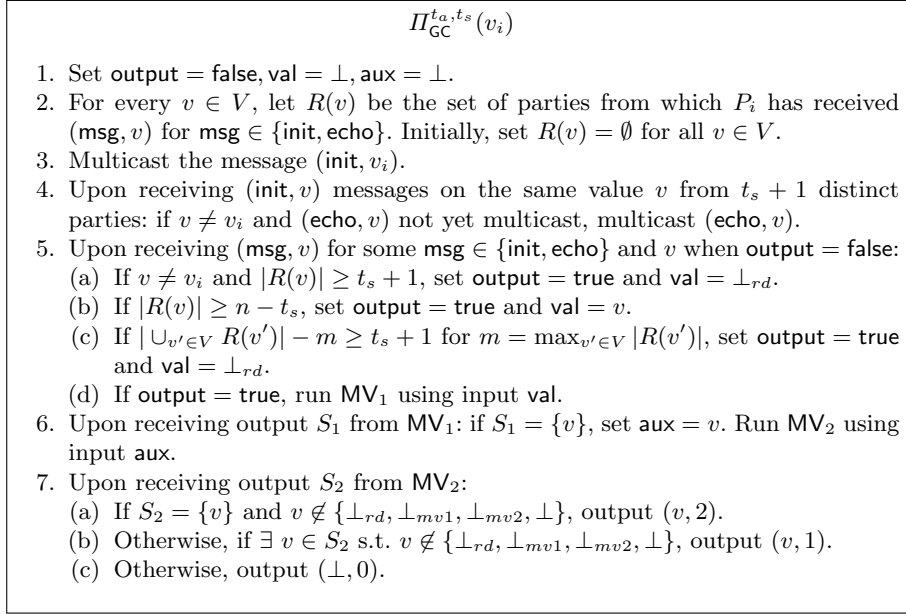 Π_GC^{t_a,t_s}(v_i)
1. Set output = false, val = ⊥, aux = ⊥.
2. For every v ∈ V, let R(v) be the set of parties from which P_i has received
(msg, v) for msg ∈ {init, echo}. Initially, set R(v) = ∅ for all v ∈ V.
3. Multicast the message (init, v_i).
4. Upon receiving (init, v) messages on the same value v from t_s + 1 distinct
parties: if v ≠ v_i and (echo, v) not yet multicast, multicast (echo, v).
5. Upon receiving (msg, v) for some msg ∈ {init, echo} and v when output = false:
(a) If v ≠ v_i and |R(v)| ≥ t_s + 1, set output = true and val = ⊥_rd.
(b) If |R(v)| ≥ n − t_s, set output = true and val = v.
(c) If | ∪_{v′∈V} R(v′)| − m ≥ t_s + 1 for m = max_{v′∈V} |R(v′)|, set output = true
and val = ⊥_rd.
(d) If output = true, run MV_1 using input val.
6. Upon receiving output S_1 from MV_1: if S_1 = {v}, set aux = v. Run MV_2 using
input aux.
7. Upon receiving output S_2 from MV_2:
(a) If S_2 = {v} and v ∉ {⊥_rd, ⊥_mv1, ⊥_mv2, ⊥}, output (v, 2).
(b) Otherwise, if ∃ v ∈ S_2 s.t. v ∉ {⊥_rd, ⊥_mv1, ⊥_mv2, ⊥}, output (v, 1).
(c) Otherwise, output (⊥, 0).